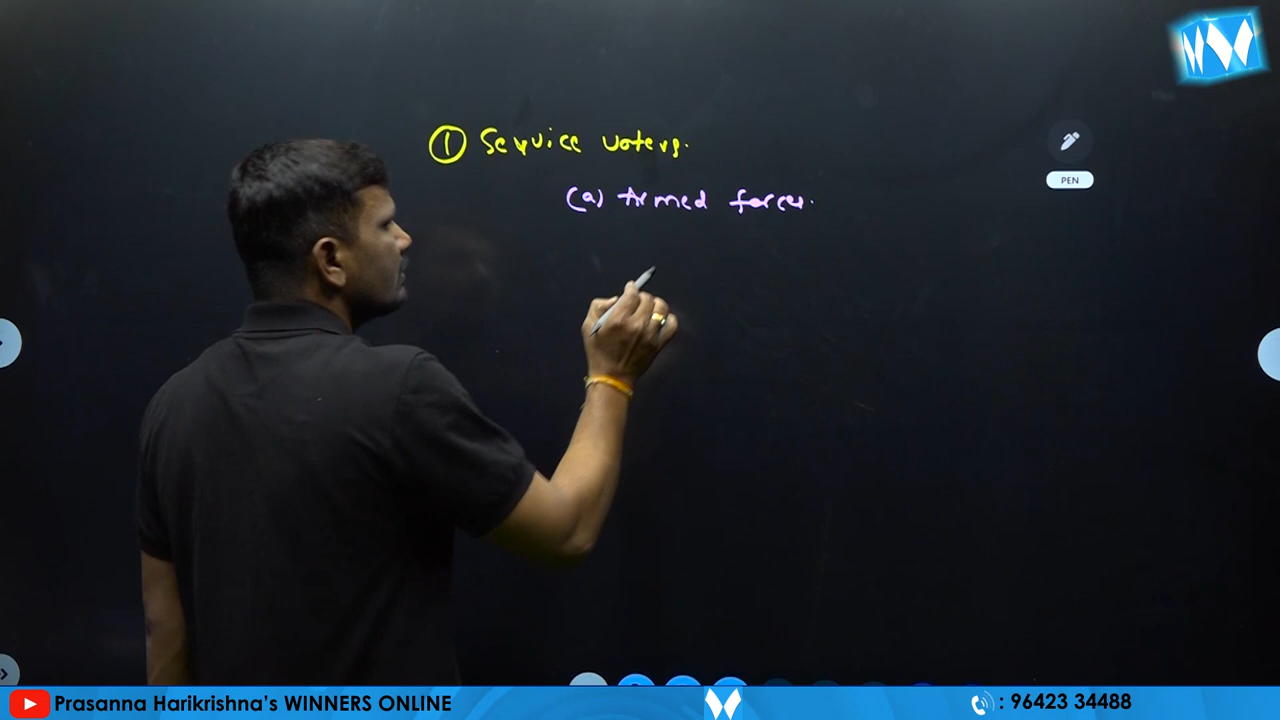 ① Service voters.
(a) Armed forces.
PEN
Prasanna Harikrishna's WINNERS ONLINE
: 96423 34488